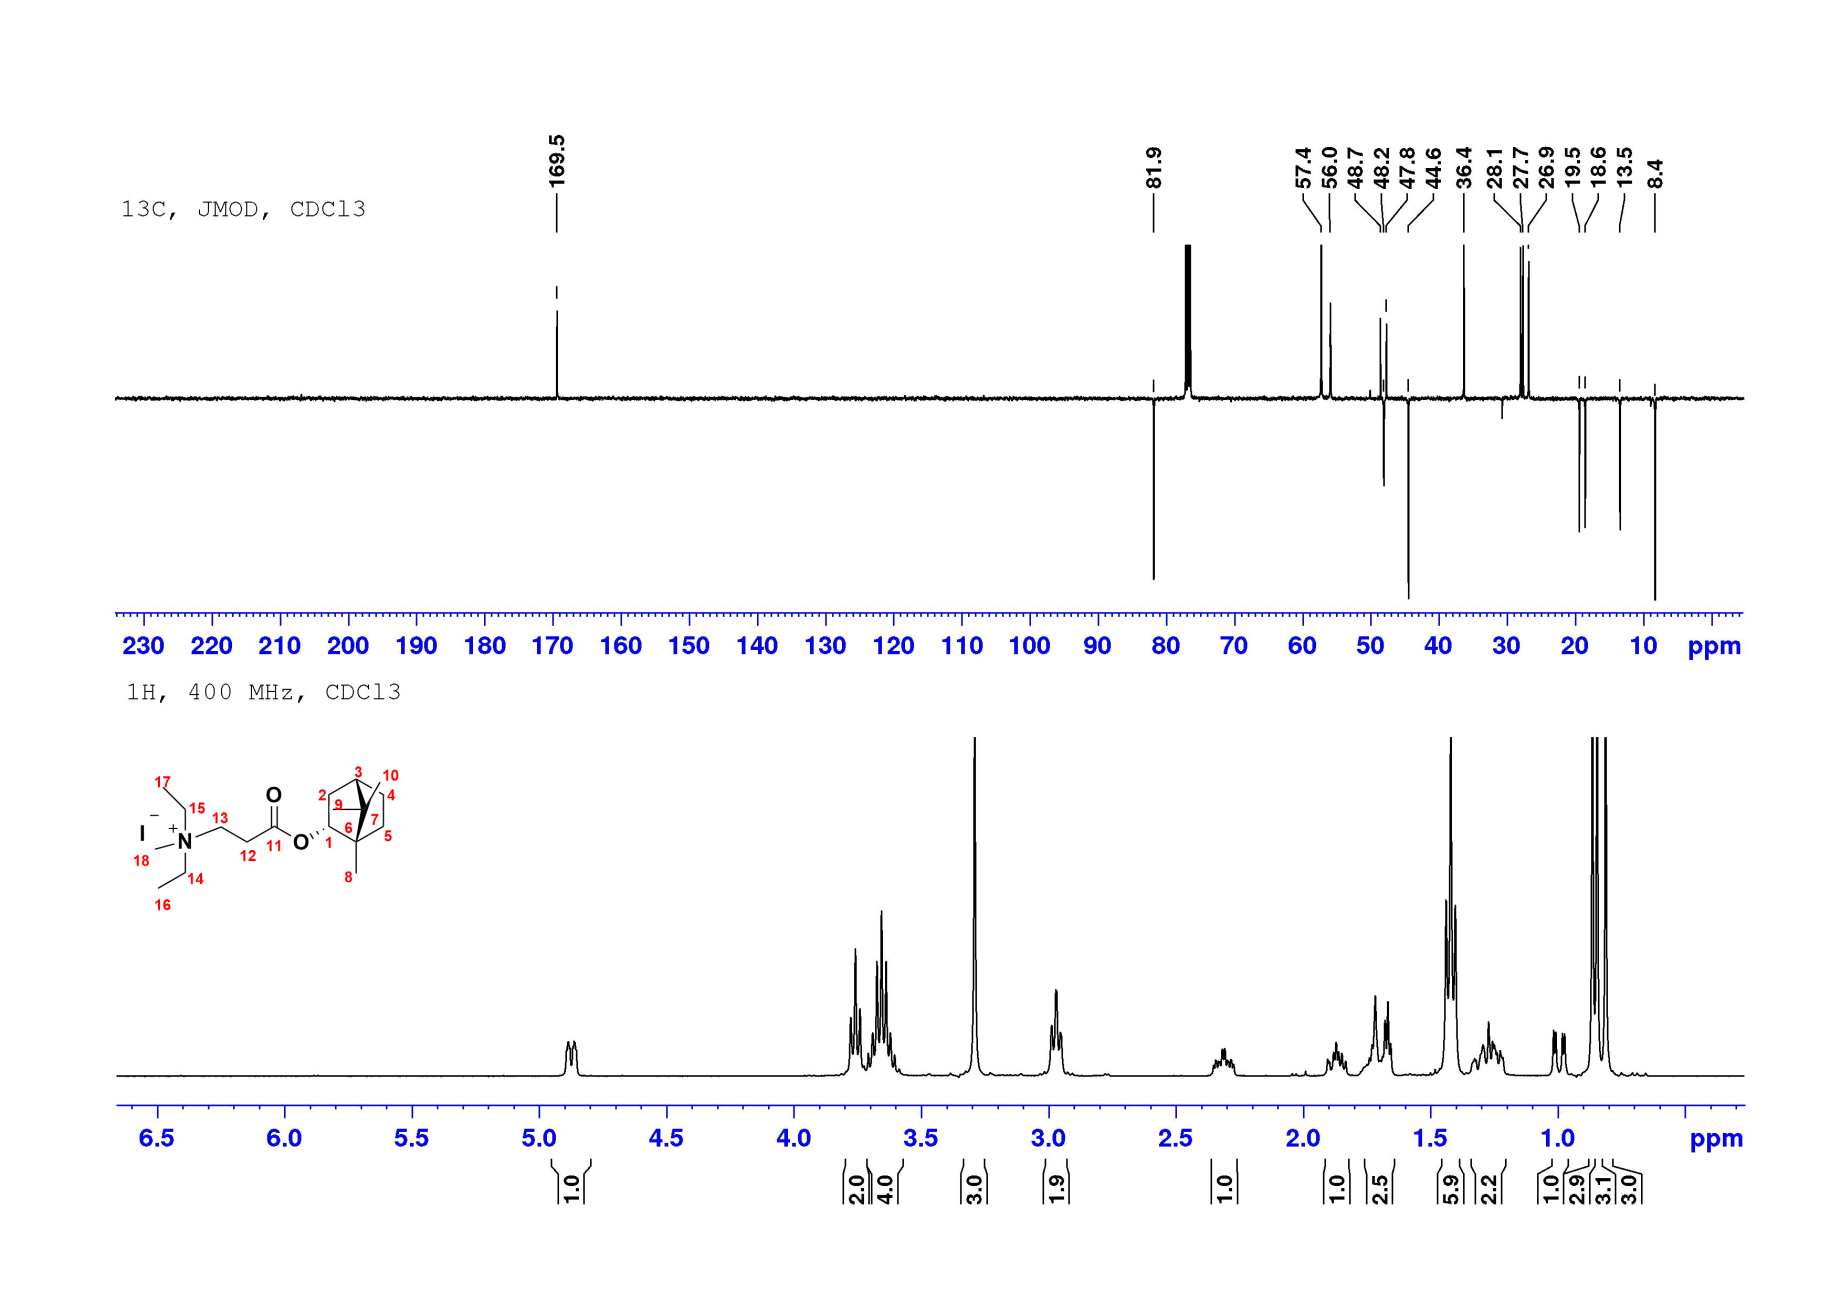 169.5 81.9 57.4 56.0 48.7 48.2 47.8 44.6 36.4 28.1 27.7 26.9 19.5 18.6 13.5 8.4
13C, JMOD, CDCl3
230 220 210 200 190 180 170 160 150 140 130 120 110 100 90 80 70 60 50 40 30 20 10 ppm
1H, 400 MHz, CDCl3
3
17 10
O
2 4
15 9
I⁻ 13 7
+ 6
N 5
18 11 O 1
12
14 8
16
6.5 6.0 5.5 5.0 4.5 4.0 3.5 3.0 2.5 2.0 1.5 1.0 ppm
1.0 2.0 4.0 3.0 1.9 1.0 1.0 2.5 5.9 2.2 1.0 2.9 3.1 3.0